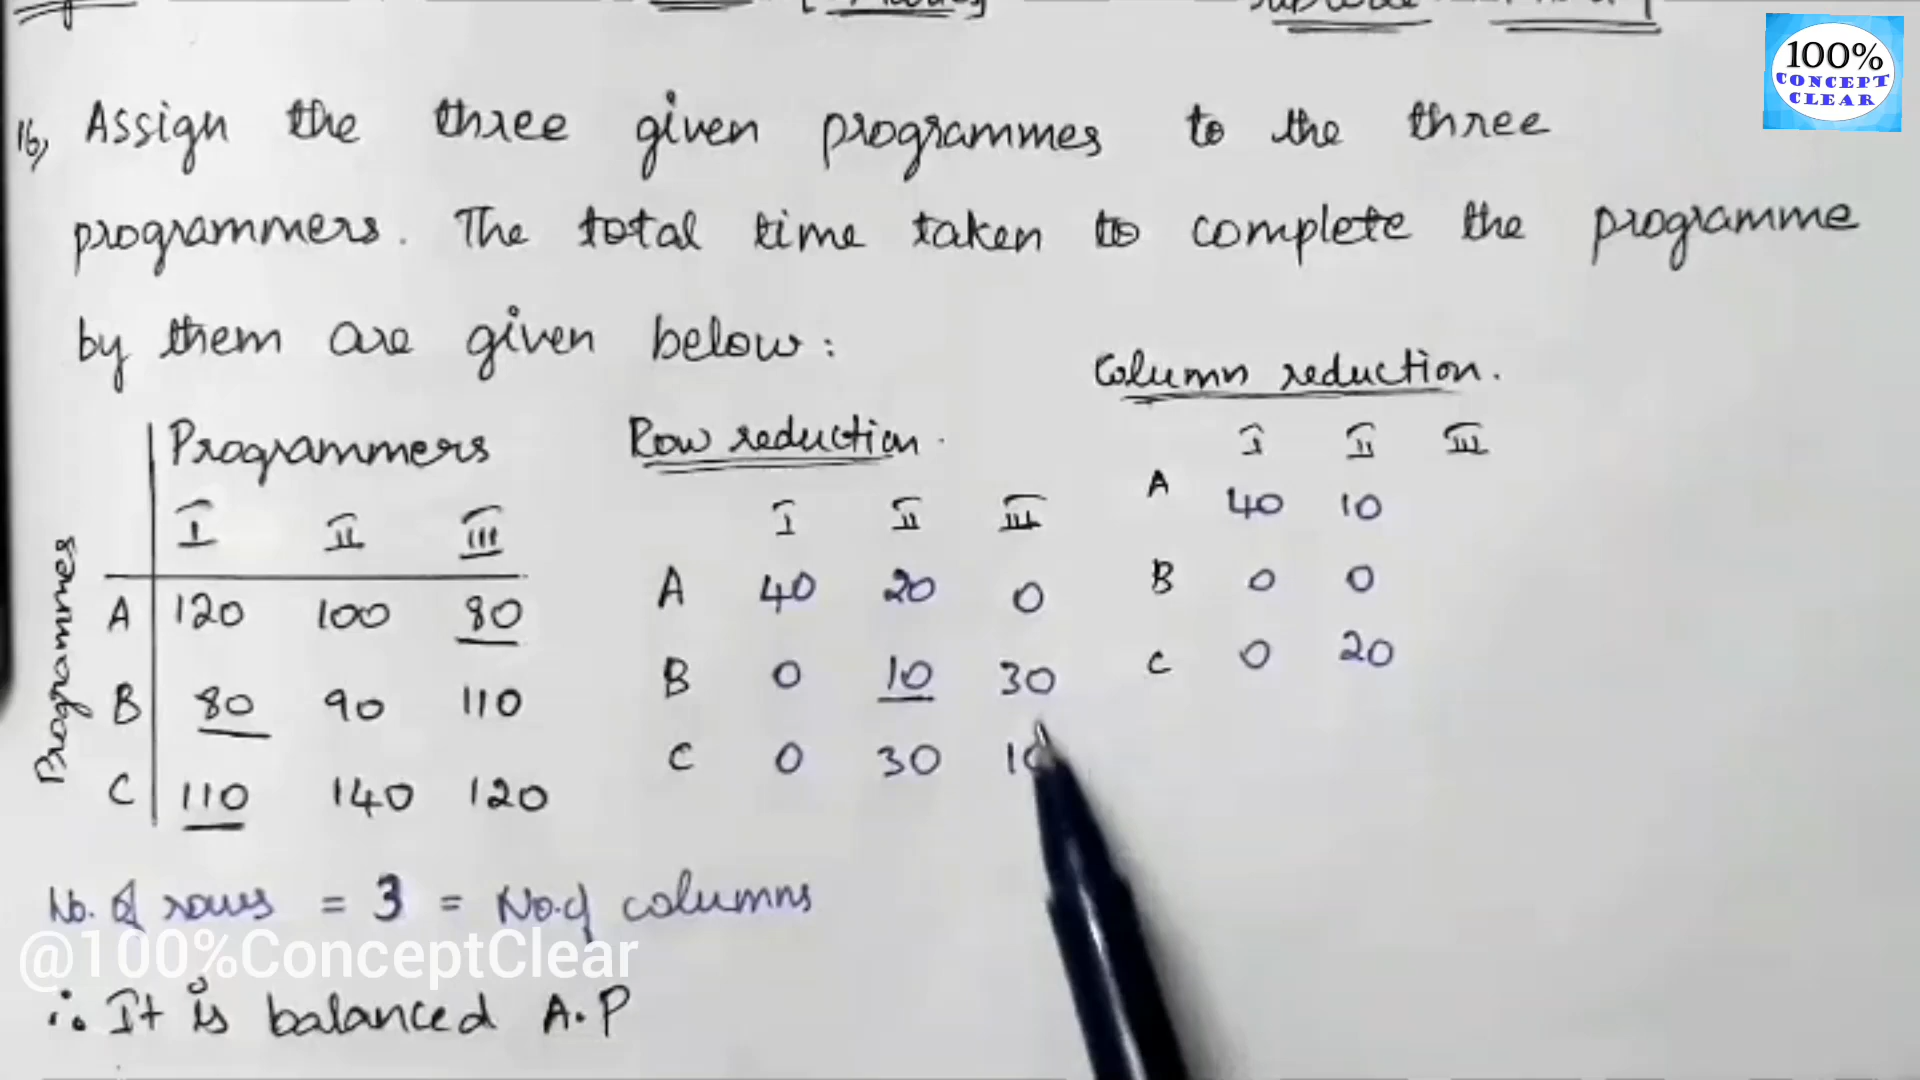 100%
CONCEPT
CLEAR
16, Assign the three given programmes to the three
programmers. The total time taken to complete the programme
by them are given below:
Programmers
I II III
Programmes
A 120 100 80
B 80 90 110
C 110 140 120
Row reduction.
I II III
A 40 20 0
B 0 10 30
C 0 30 10
Column reduction.
I II III
A 40 10
B 0 0
C 0 20
No. of rows = 3 = No. of columns
@100%ConceptClear
∴ It is balanced A.P